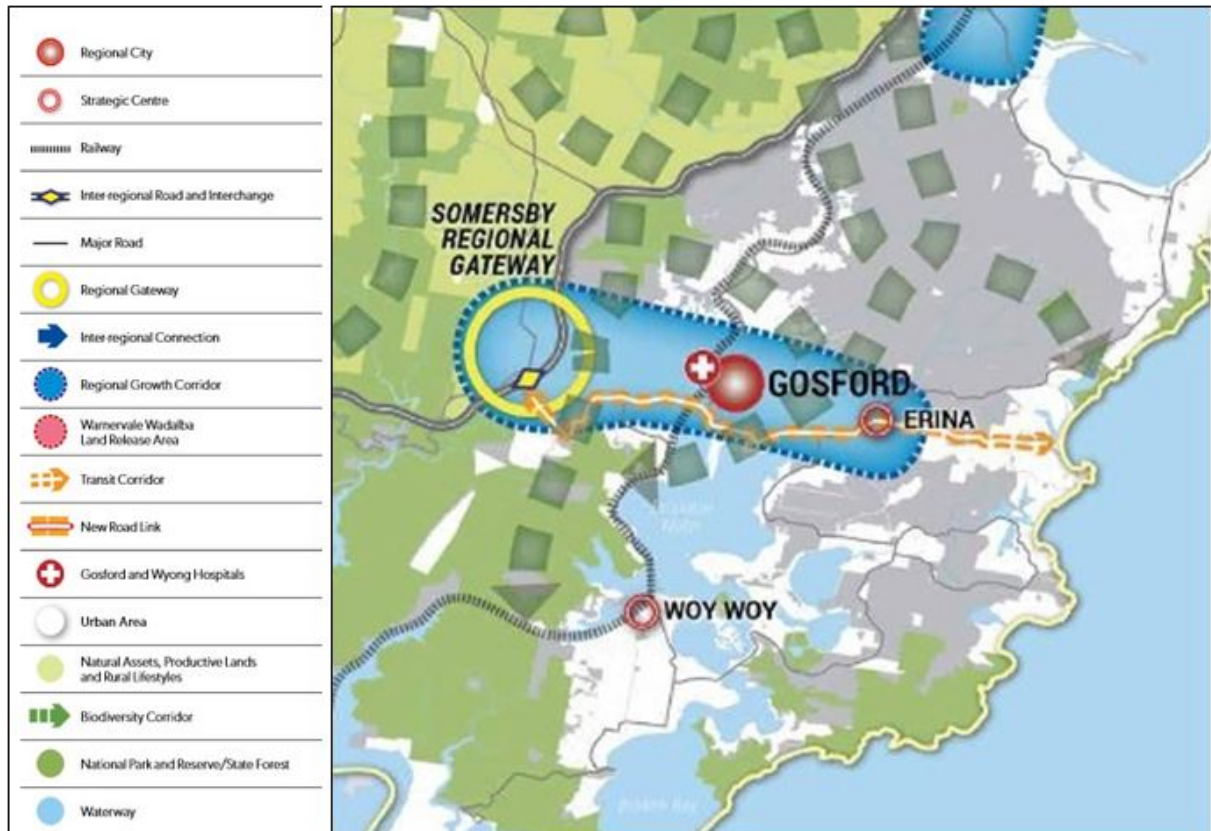 Regional City
Strategic Centre
Railway
Inter-regional Road and Interchange
Major Road
Regional Gateway
Inter-regional Connection
Regional Growth Corridor
Warnervale Wadalba
Land Release Area
Transit Corridor
New Road Link
Gosford and Wyong Hospitals
Urban Area
Natural Assets, Productive Lands
and Rural Lifestyles
Biodiversity Corridor
National Park and Reserve/State Forest
Waterway
SOMERSBY
REGIONAL
GATEWAY
GOSFORD
ERINA
Water
WOY WOY
Bay